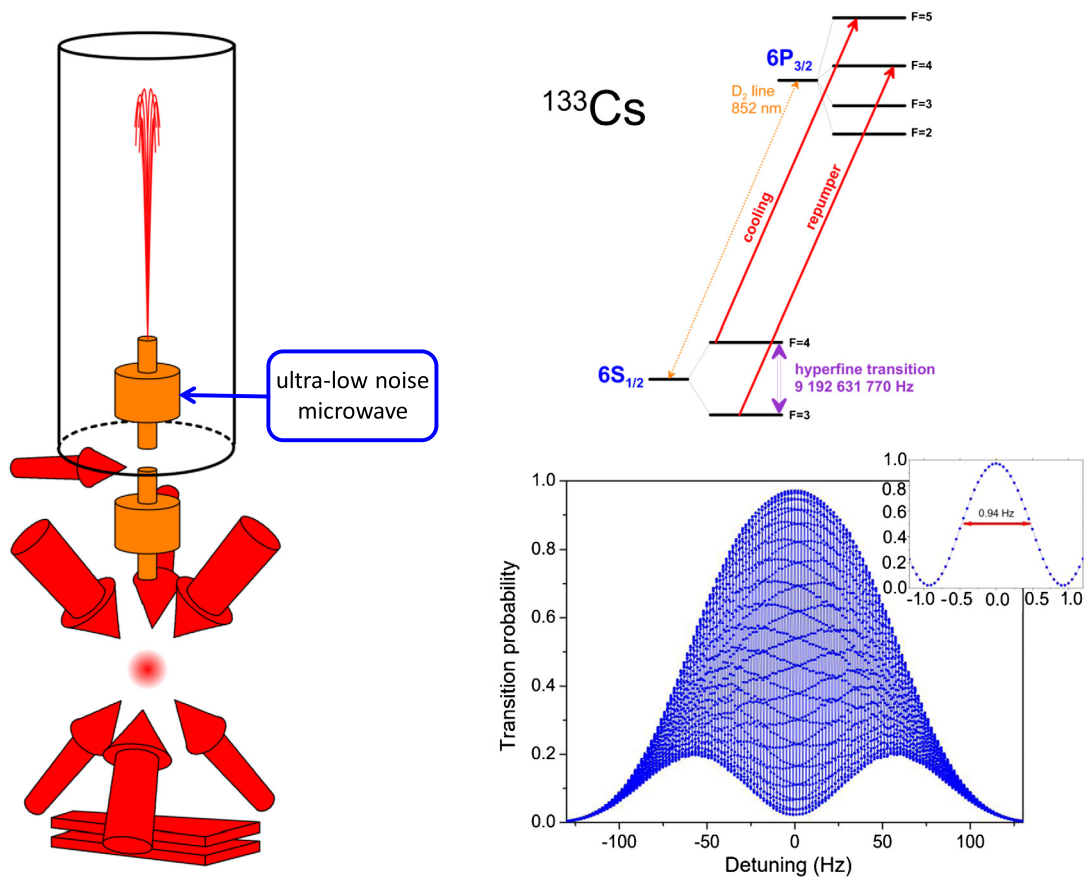 ultra-low noise
microwave
¹³³Cs
6P₃/₂
D₂ line
852 nm
F=5
F=4
F=3
F=2
cooling
repumper
6S₁/₂
F=4
hyperfine transition
9 192 631 770 Hz
F=3
Transition probability
1.0
0.8
0.6
0.4
0.2
0.0
-100
-50
0
50
100
Detuning (Hz)
1.0
0.8
0.6
0.4
0.2
0.0
0.94 Hz
-1.0
-0.5
0.0
0.5
1.0